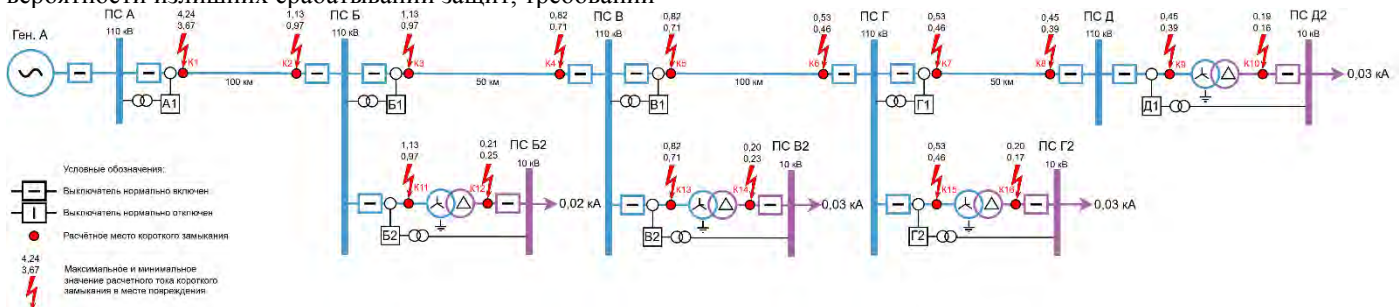 вероятности излишних срабатываний защит, требований
ПС А
ПС Б
ПС В
ПС Г
ПС Д
ПС Д2
Ген. А
110 кВ
110 кВ
110 кВ
110 кВ
110 кВ
10 кВ
4,24
3,67
1,13
0,97
1,13
0,97
0,82
0,71
0,82
0,71
0,53
0,46
0,53
0,46
0,45
0,39
0,45
0,39
0,19
0,16
К1
К2
К3
К4
К5
К6
К7
К8
К9
К10
0,03 кА
100 км
50 км
100 км
50 км
А1
Б1
В1
Г1
Д1
ПС Б2
ПС В2
ПС Г2
10 кВ
10 кВ
10 кВ
1,13
0,97
0,21
0,25
0,82
0,71
0,20
0,23
0,53
0,46
0,20
0,17
К11
К12
К13
К14
К15
К16
0,02 кА
0,03 кА
0,03 кА
Б2
В2
Г2
Условные обозначения:
Выключатель нормально включен
Выключатель нормально отключен
Расчётное место короткого замыкания
4,24
3,67
Максимальное и минимальное
значение расчетного тока короткого
замыкания в месте повреждения